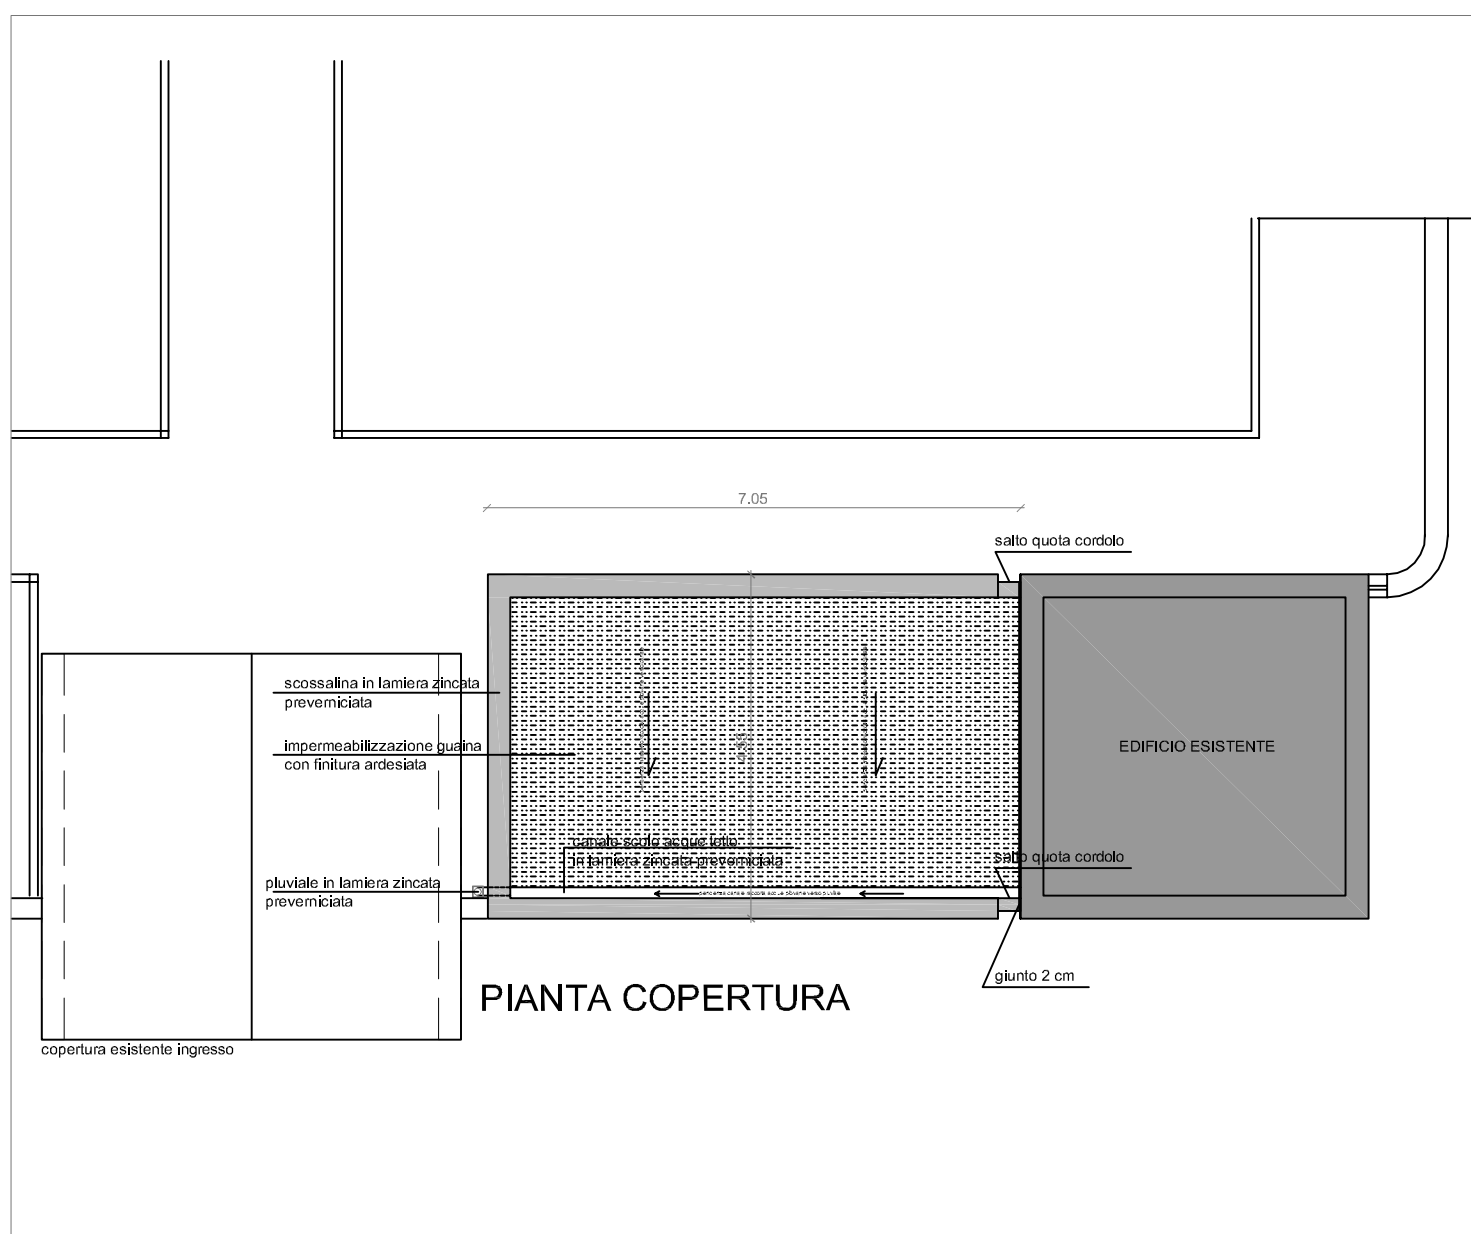 7.05
salto quota cordolo
scossalina in lamiera zincata
preverniciata
impermeabilizzazione guaina
con finitura ardesiata
4.55
EDIFICIO ESISTENTE
canale scolo acque tetto
in lamiera zincata preverniciata
salto quota cordolo
pluviale in lamiera zincata
preverniciata
giunto 2 cm
PIANTA COPERTURA
copertura esistente ingresso